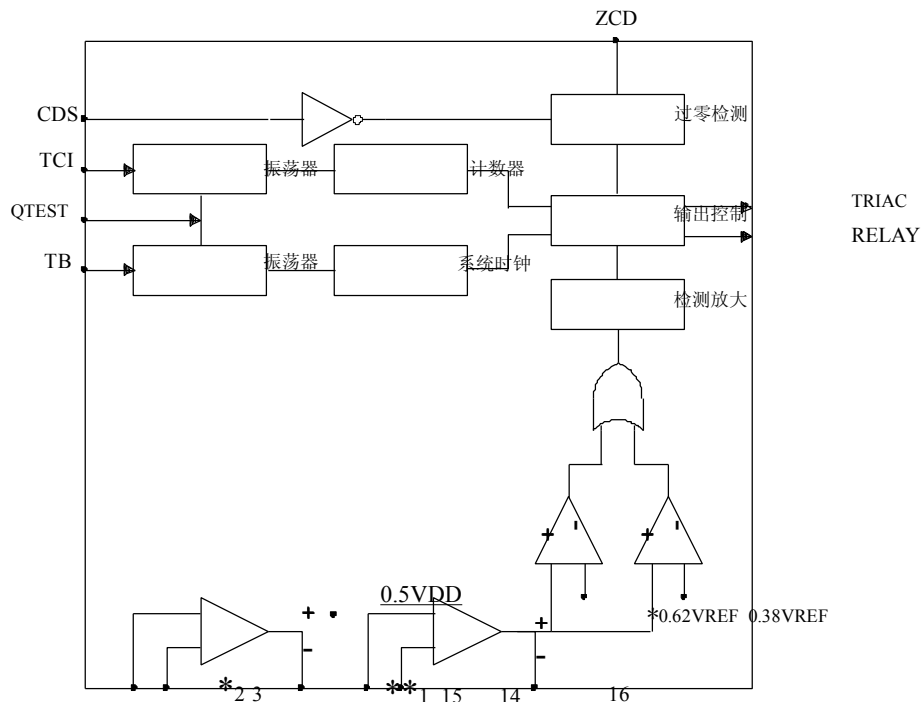 ZCD
CDS
过零检测
TCI
振荡器
计数器
QTEST
输出控制
TRIAC
RELAY
TB
振荡器
系统时钟
检测放大
+ - + -
0.5VDD
*0.62VREF 0.38VREF
+ +
- -
*2 3 **1 15 14 16